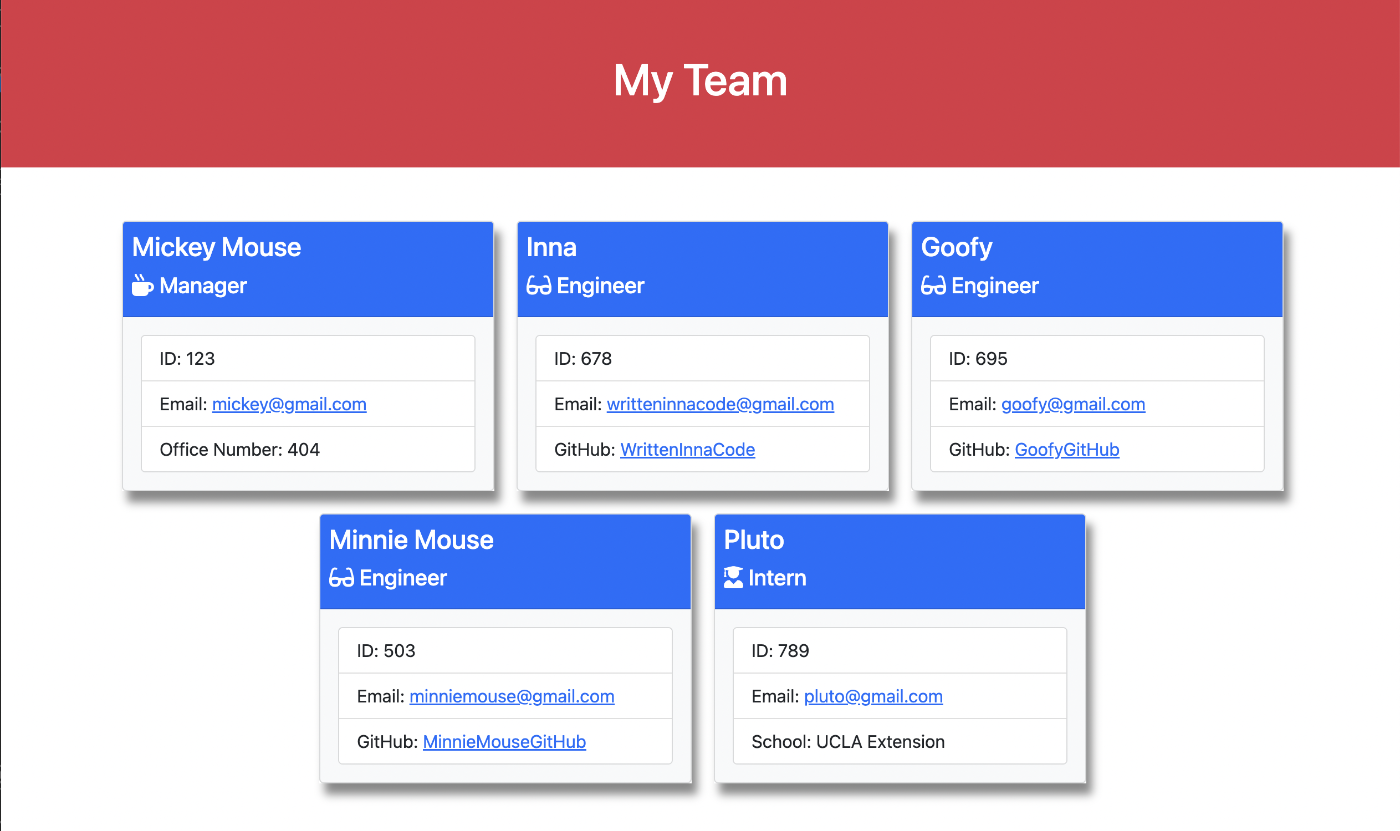 My Team
Mickey Mouse
Manager
ID: 123
Email: mickey@gmail.com
Office Number: 404
Inna
Engineer
ID: 678
Email: writteninnacode@gmail.com
GitHub: WrittenInnaCode
Goofy
Engineer
ID: 695
Email: goofy@gmail.com
GitHub: GoofyGitHub
Minnie Mouse
Engineer
ID: 503
Email: minniemouse@gmail.com
GitHub: MinnieMouseGitHub
Pluto
Intern
ID: 789
Email: pluto@gmail.com
School: UCLA Extension